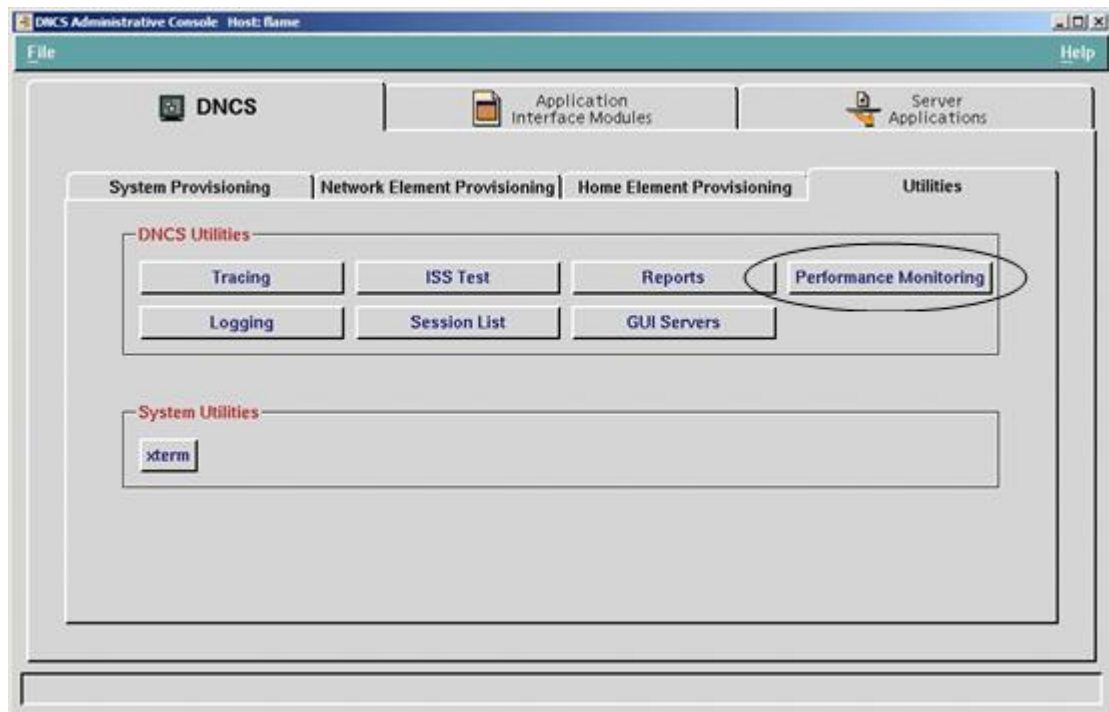 DNCS Administrative Console Host: flame
File Help
DNCS
Application
Interface Modules
Server
Applications
System Provisioning Network Element Provisioning Home Element Provisioning Utilities
DNCS Utilities
Tracing ISS Test Reports Performance Monitoring
Logging Session List GUI Servers
System Utilities
xterm